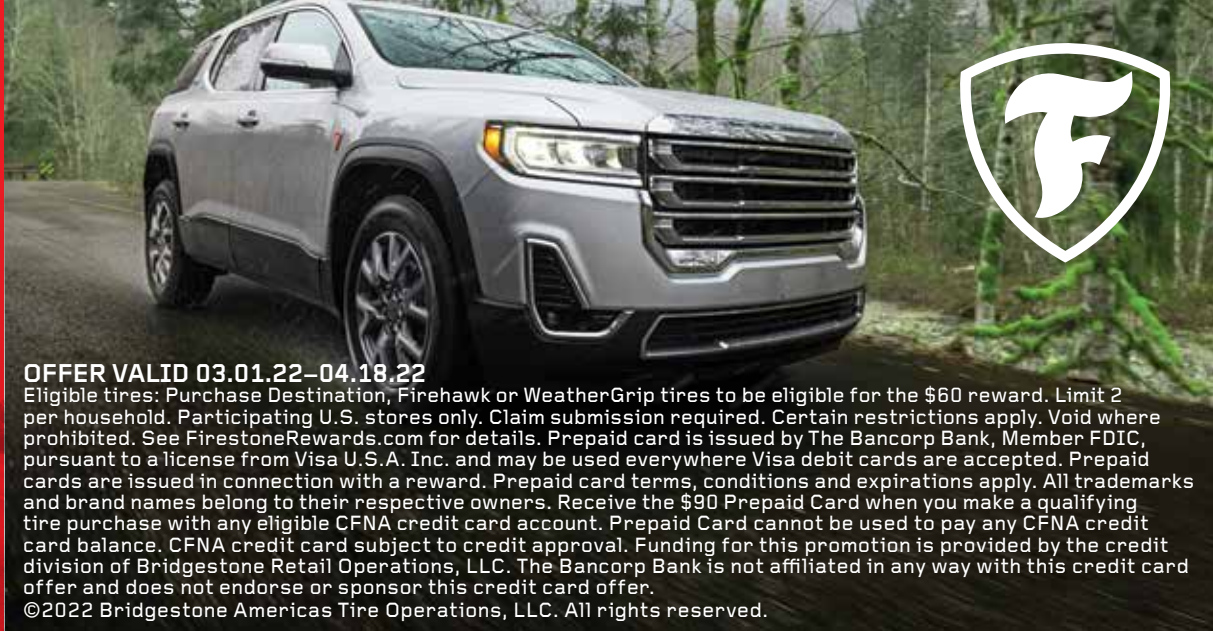 F
OFFER VALID 03.01.22–04.18.22
Eligible tires: Purchase Destination, Firehawk or WeatherGrip tires to be eligible for the $60 reward. Limit 2
per household. Participating U.S. stores only. Claim submission required. Certain restrictions apply. Void where
prohibited. See FirestoneRewards.com for details. Prepaid card is issued by The Bancorp Bank, Member FDIC,
pursuant to a license from Visa U.S.A. Inc. and may be used everywhere Visa debit cards are accepted. Prepaid
cards are issued in connection with a reward. Prepaid card terms, conditions and expirations apply. All trademarks
and brand names belong to their respective owners. Receive the $90 Prepaid Card when you make a qualifying
tire purchase with any eligible CFNA credit card account. Prepaid Card cannot be used to pay any CFNA credit
card balance. CFNA credit card subject to credit approval. Funding for this promotion is provided by the credit
division of Bridgestone Retail Operations, LLC. The Bancorp Bank is not affiliated in any way with this credit card
offer and does not endorse or sponsor this credit card offer.
©2022 Bridgestone Americas Tire Operations, LLC. All rights reserved.